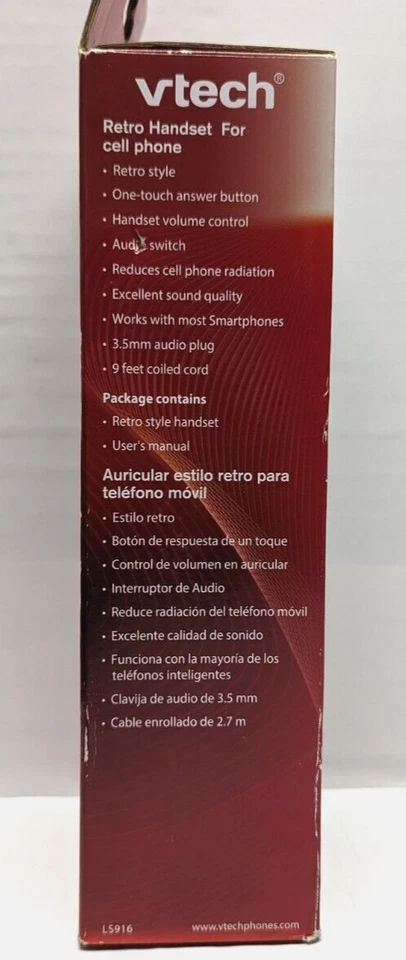 vtech®
Retro Handset For
cell phone
• Retro style
• One-touch answer button
• Handset volume control
• Audio switch
• Reduces cell phone radiation
• Excellent sound quality
• Works with most Smartphones
• 3.5mm audio plug
• 9 feet coiled cord
Package contains
• Retro style handset
• User's manual
Auricular estilo retro para
teléfono móvil
• Estilo retro
• Botón de respuesta de un toque
• Control de volumen en auricular
• Interruptor de Audio
• Reduce radiación del teléfono móvil
• Excelente calidad de sonido
• Funciona con la mayoría de los
teléfonos inteligentes
• Clavija de audio de 3.5 mm
• Cable enrollado de 2.7 m
LS916
www.vtechphones.com